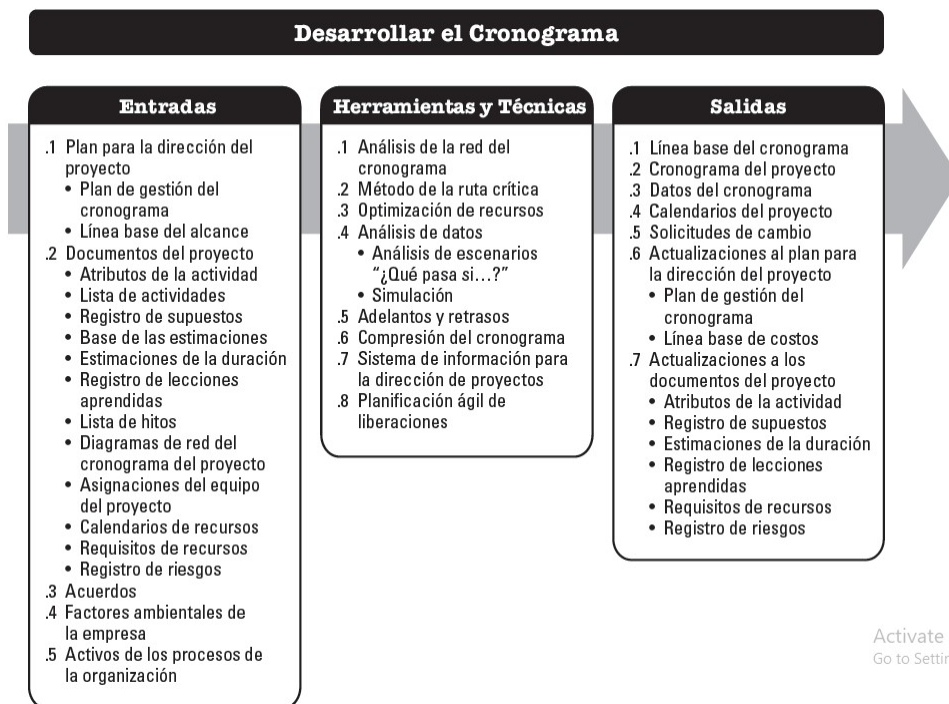 Desarrollar el Cronograma
Entradas
.1 Plan para la dirección del
proyecto
• Plan de gestión del
cronograma
• Línea base del alcance
.2 Documentos del proyecto
• Atributos de la actividad
• Lista de actividades
• Registro de supuestos
• Base de las estimaciones
• Estimaciones de la duración
• Registro de lecciones
aprendidas
• Lista de hitos
• Diagramas de red del
cronograma del proyecto
• Asignaciones del equipo
del proyecto
• Calendarios de recursos
• Requisitos de recursos
• Registro de riesgos
.3 Acuerdos
.4 Factores ambientales de
la empresa
.5 Activos de los procesos de
la organización
Herramientas y Técnicas
.1 Análisis de la red del
cronograma
.2 Método de la ruta crítica
.3 Optimización de recursos
.4 Análisis de datos
• Análisis de escenarios
“¿Qué pasa si…?”
• Simulación
.5 Adelantos y retrasos
.6 Compresión del cronograma
.7 Sistema de información para
la dirección de proyectos
.8 Planificación ágil de
liberaciones
Salidas
.1 Línea base del cronograma
.2 Cronograma del proyecto
.3 Datos del cronograma
.4 Calendarios del proyecto
.5 Solicitudes de cambio
.6 Actualizaciones al plan para
la dirección del proyecto
• Plan de gestión del
cronograma
• Línea base de costos
.7 Actualizaciones a los
documentos del proyecto
• Atributos de la actividad
• Registro de supuestos
• Estimaciones de la duración
• Registro de lecciones
aprendidas
• Requisitos de recursos
• Registro de riesgos
Activate
Go to Settin